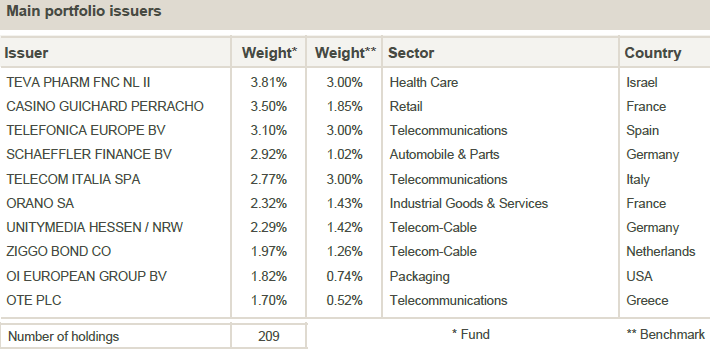 Main portfolio issuers
Issuer Weight* Weight** Sector Country
TEVA PHARM FNC NL II 3.81% 3.00% Health Care Israel
CASINO GUICHARD PERRACHO 3.50% 1.85% Retail France
TELEFONICA EUROPE BV 3.10% 3.00% Telecommunications Spain
SCHAEFFLER FINANCE BV 2.92% 1.02% Automobile & Parts Germany
TELECOM ITALIA SPA 2.77% 3.00% Telecommunications Italy
ORANO SA 2.32% 1.43% Industrial Goods & Services France
UNITYMEDIA HESSEN / NRW 2.29% 1.42% Telecom-Cable Germany
ZIGGO BOND CO 1.97% 1.26% Telecom-Cable Netherlands
OI EUROPEAN GROUP BV 1.82% 0.74% Packaging USA
OTE PLC 1.70% 0.52% Telecommunications Greece
Number of holdings 209 * Fund ** Benchmark